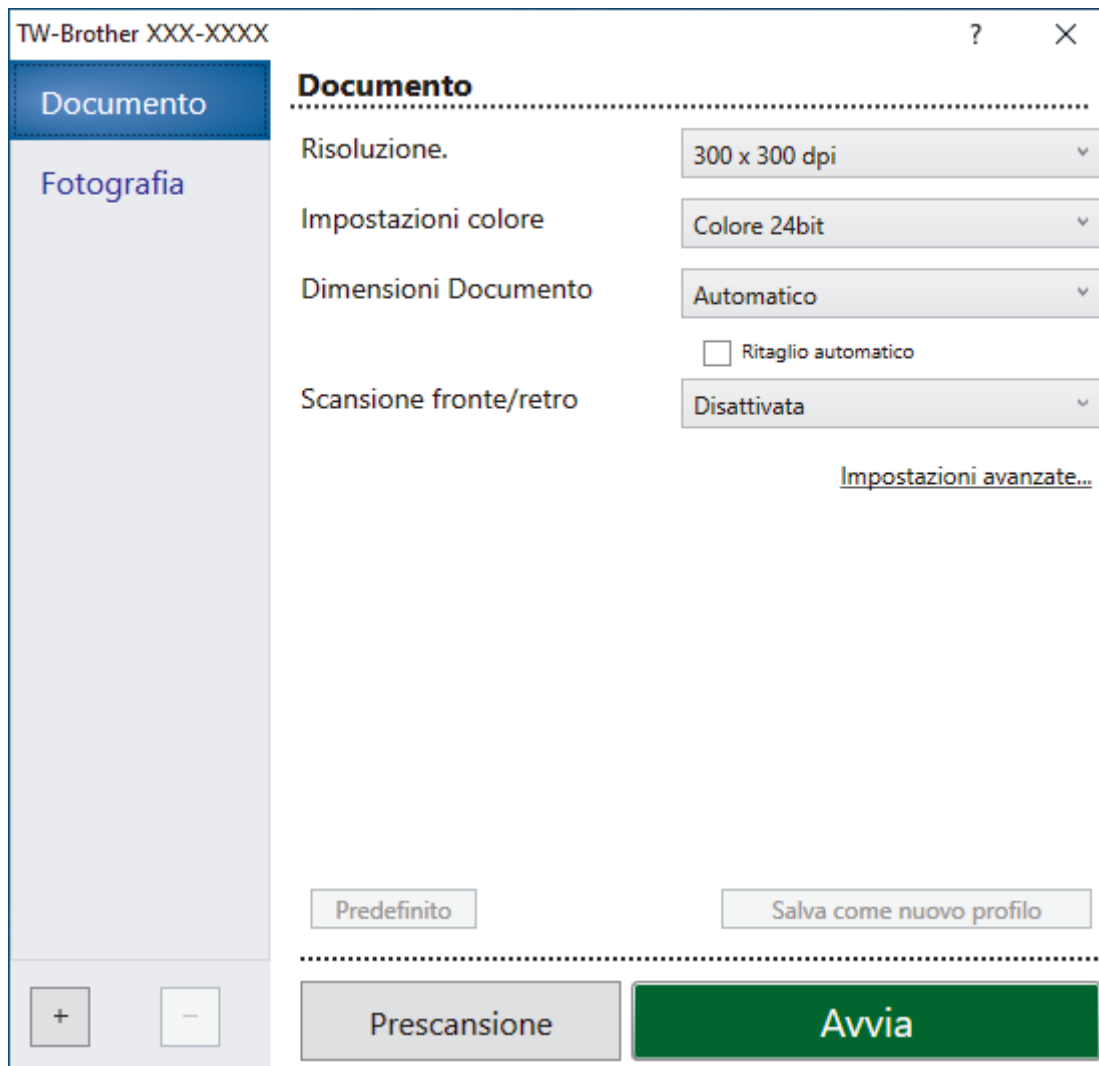 TW-Brother XXX-XXXX ?
Documento
Fotografia
Documento
Risoluzione. 300 x 300 dpi
Impostazioni colore Colore 24bit
Dimensioni Documento Automatico
Ritaglio automatico
Scansione fronte/retro Disattivata
Impostazioni avanzate...
Predefinito Salva come nuovo profilo
+ − Prescansione Avvia